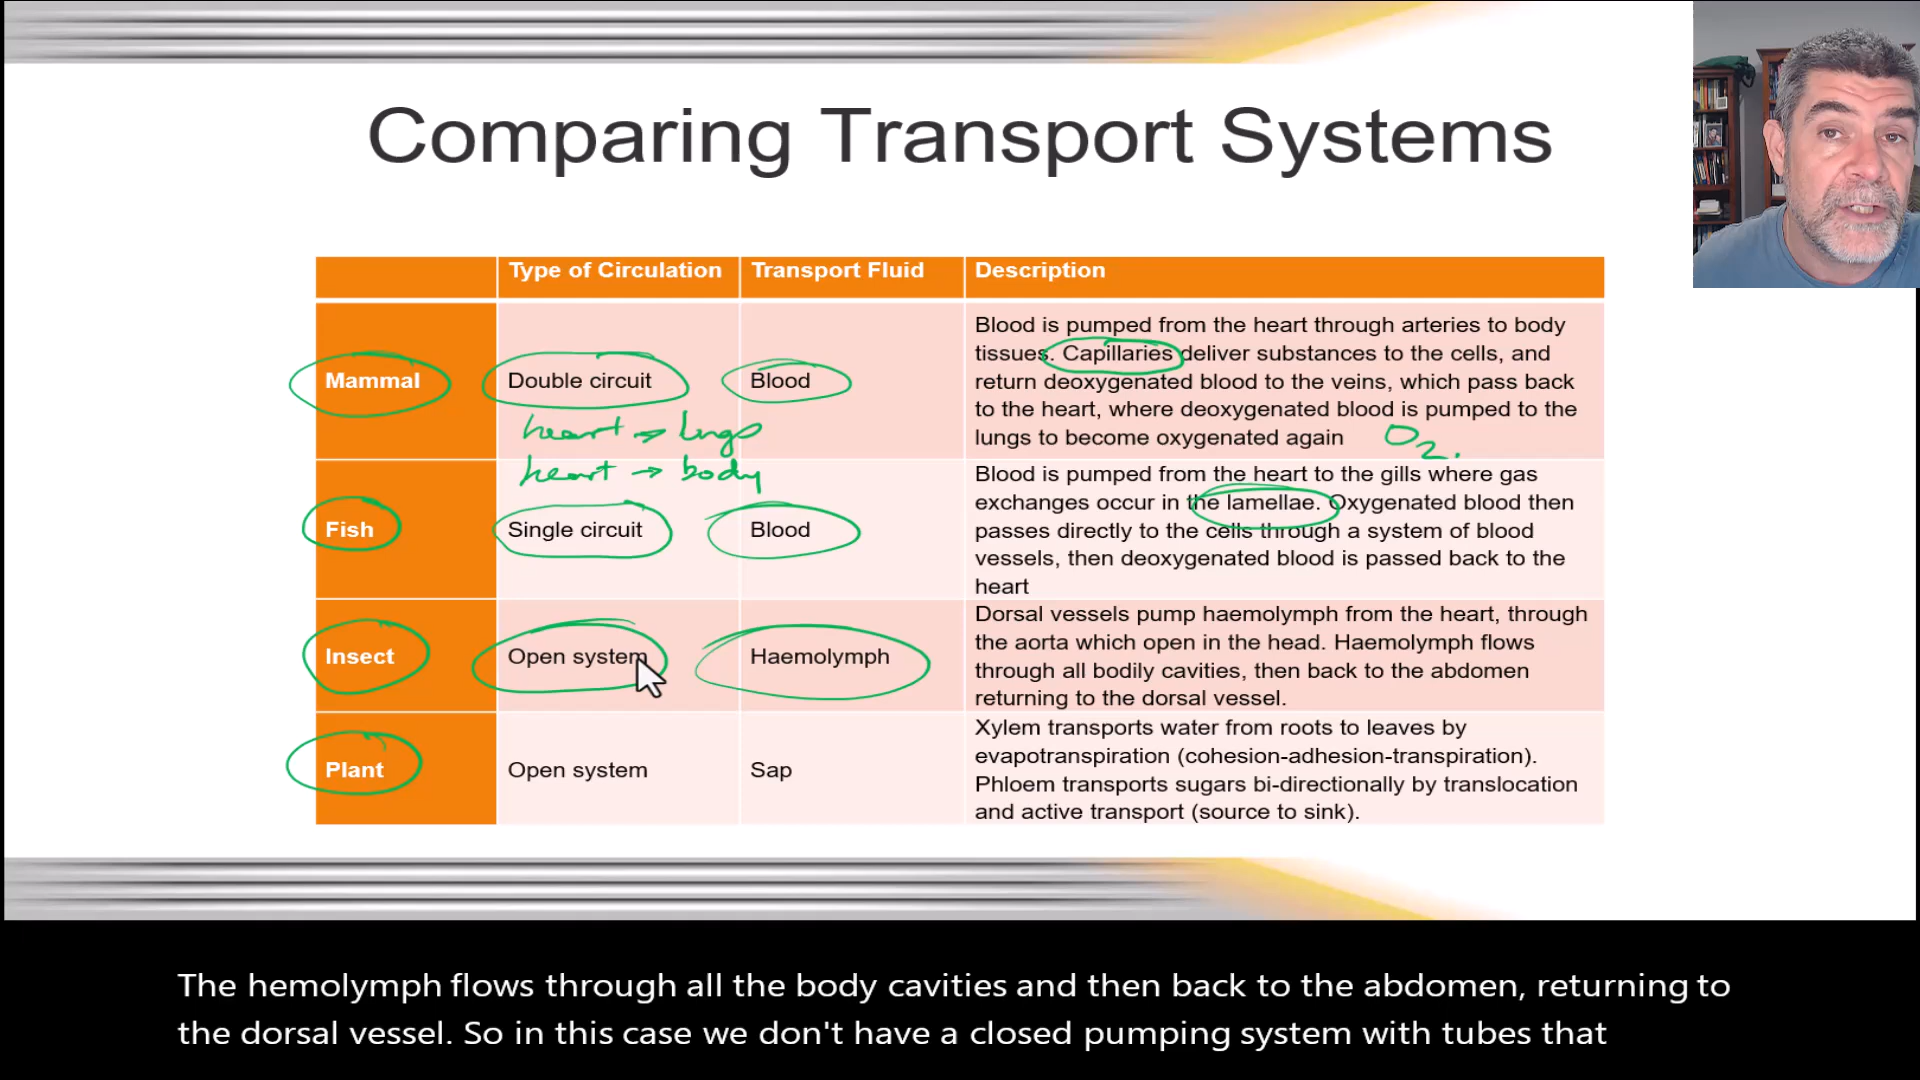 Comparing Transport Systems
Type of Circulation
Transport Fluid
Description
Mammal
Double circuit
heart → lungs
heart → body
Blood
Blood is pumped from the heart through arteries to body
tissues. Capillaries deliver substances to the cells, and
return deoxygenated blood to the veins, which pass back
to the heart, where deoxygenated blood is pumped to the
lungs to become oxygenated again
O2.
Fish
Single circuit
Blood
Blood is pumped from the heart to the gills where gas
exchanges occur in the lamellae. Oxygenated blood then
passes directly to the cells through a system of blood
vessels, then deoxygenated blood is passed back to the
heart
Insect
Open system
Haemolymph
Dorsal vessels pump haemolymph from the heart, through
the aorta which open in the head. Haemolymph flows
through all bodily cavities, then back to the abdomen
returning to the dorsal vessel.
Plant
Open system
Sap
Xylem transports water from roots to leaves by
evapotranspiration (cohesion-adhesion-transpiration).
Phloem transports sugars bi-directionally by translocation
and active transport (source to sink).
The hemolymph flows through all the body cavities and then back to the abdomen, returning to
the dorsal vessel. So in this case we don't have a closed pumping system with tubes that